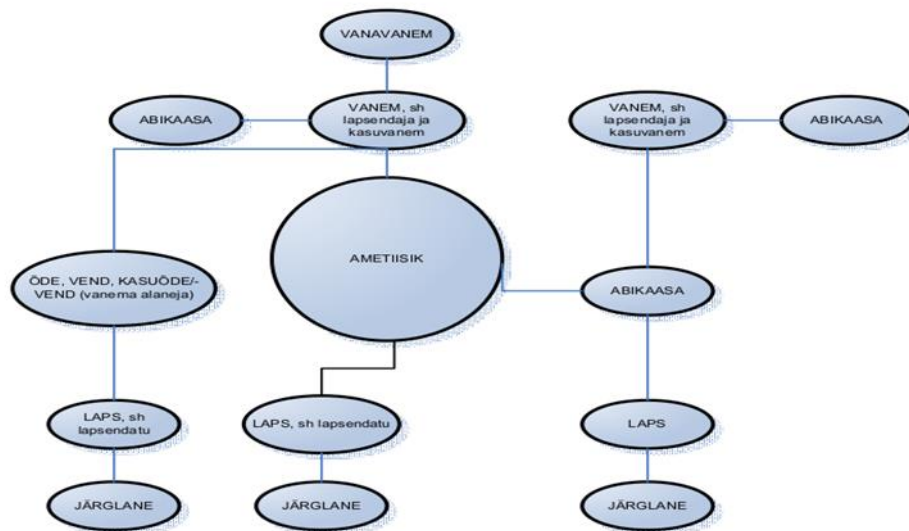 VANAVANEM
ABIKAASA
VANEM, sh
lapsendaja ja
kasuvanem
VANEM, sh
lapsendaja ja
kasuvanem
ABIKAASA
AMETIISIK
ÕDE, VEND, KASUÕDE/-
VEND (vanema alaneja)
ABIKAASA
LAPS, sh
lapsendatu
LAPS, sh lapsendatu
LAPS
JÄRGLANE
JÄRGLANE
JÄRGLANE